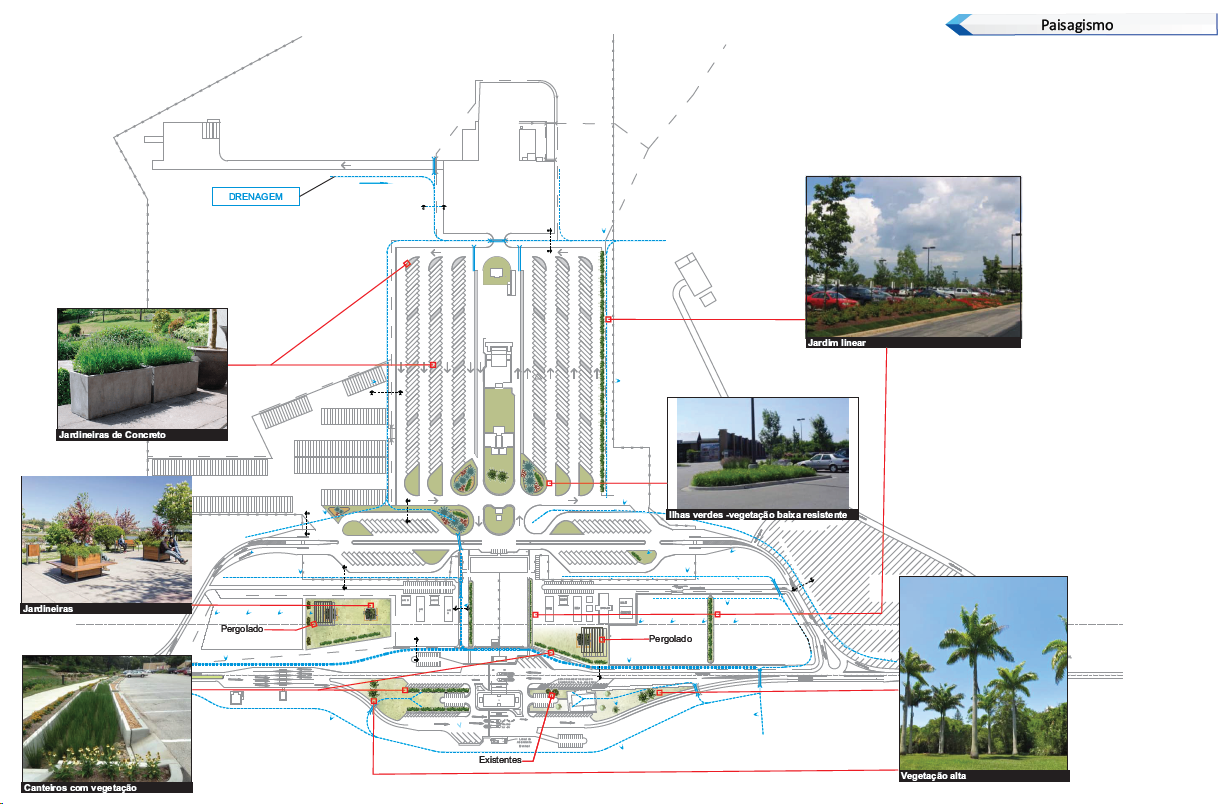 Paisagismo
DRENAGEM
Jardim linear
Jardineiras de Concreto
Ilhas verdes -vegetação baixa resistente
Jardineiras
Pergolado
Pergolado
Existentes
Vegetação alta
Canteiros com vegetação